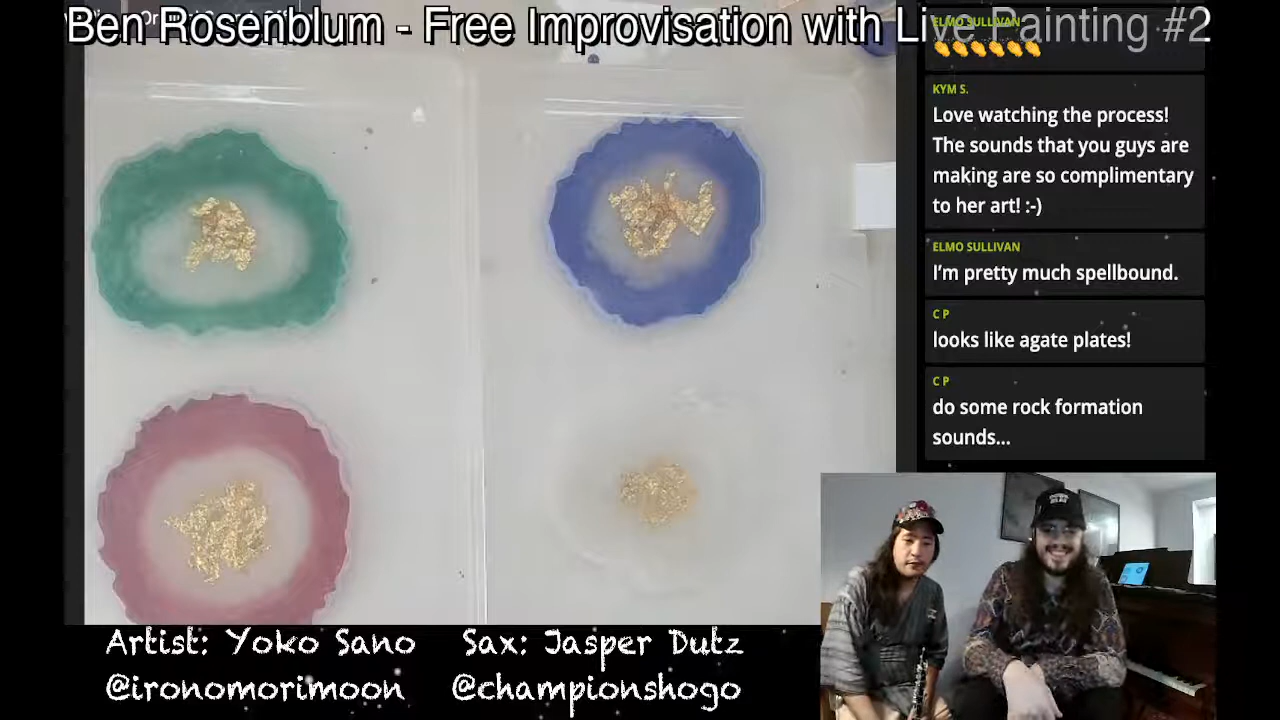 Ben Rosenblum - Free Improvisation with Live Painting #2
ELMO SULLIVAN
👏👏👏👏👏👏
KYM S.
Love watching the process!
The sounds that you guys are
making are so complimentary
to her art! :-)
ELMO SULLIVAN
I'm pretty much spellbound.
C P
looks like agate plates!
C P
do some rock formation
sounds...
Artist: Yoko Sano
@ironomorimoon
Sax: Jasper Dutz
@championshogo